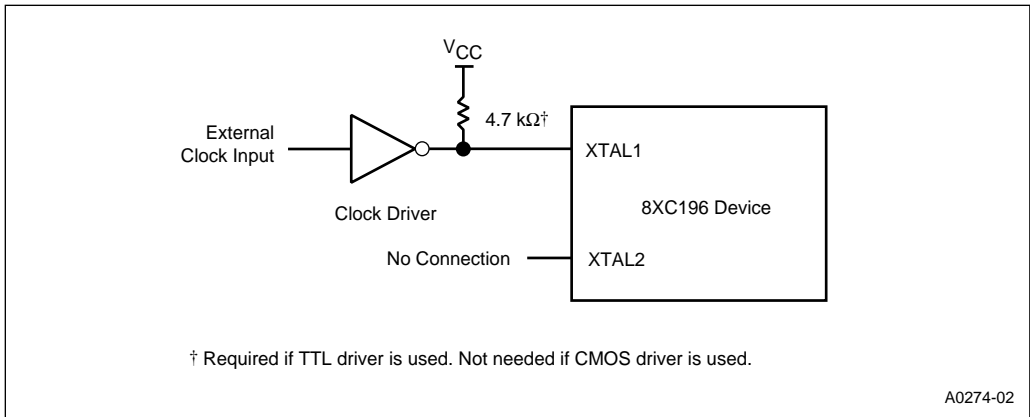 VCC
4.7 kΩ†
External
Clock Input
XTAL1
8XC196 Device
Clock Driver
No Connection
XTAL2
† Required if TTL driver is used. Not needed if CMOS driver is used.
A0274-02